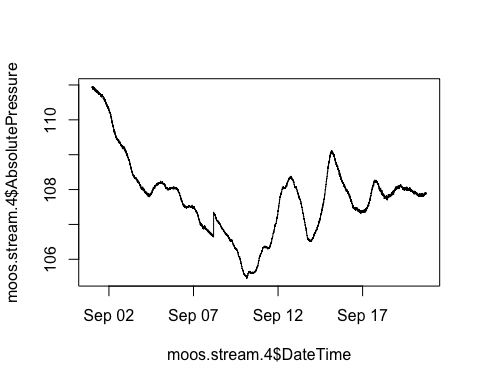 moos.stream.4$AbsolutePressure
110
108
106
Sep 02 Sep 07 Sep 12 Sep 17
moos.stream.4$DateTime